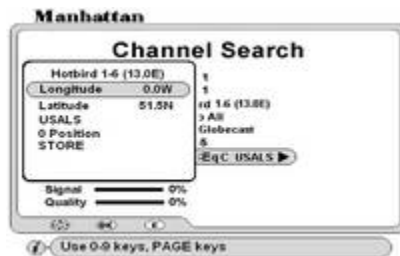 Manhattan
Channel Search
Hotbird 1-6 (13.0E)
Longitude 0.0W
Latitude 51.5N
USALS
0 Position
STORE
1
1
rd 1-6 (13.0E)
o All
Globecast
EqC USALS
Signal 0%
Quality 0%
Use 0-9 keys, PAGE keys